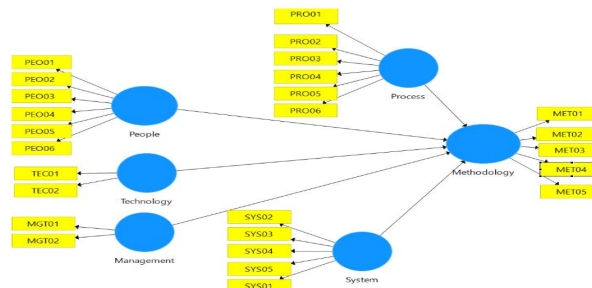 PRO01
PRO02
PRO03
PRO04
PRO05
PRO06
Process
PEO01
PEO02
PEO03
PEO04
PEO05
PEO06
People
MET01
MET02
MET03
MET04
MET05
Methodology
TEC01
TEC02
Technology
MGT01
MGT02
Management
SYS02
SYS03
SYS04
SYS05
SYS01
System